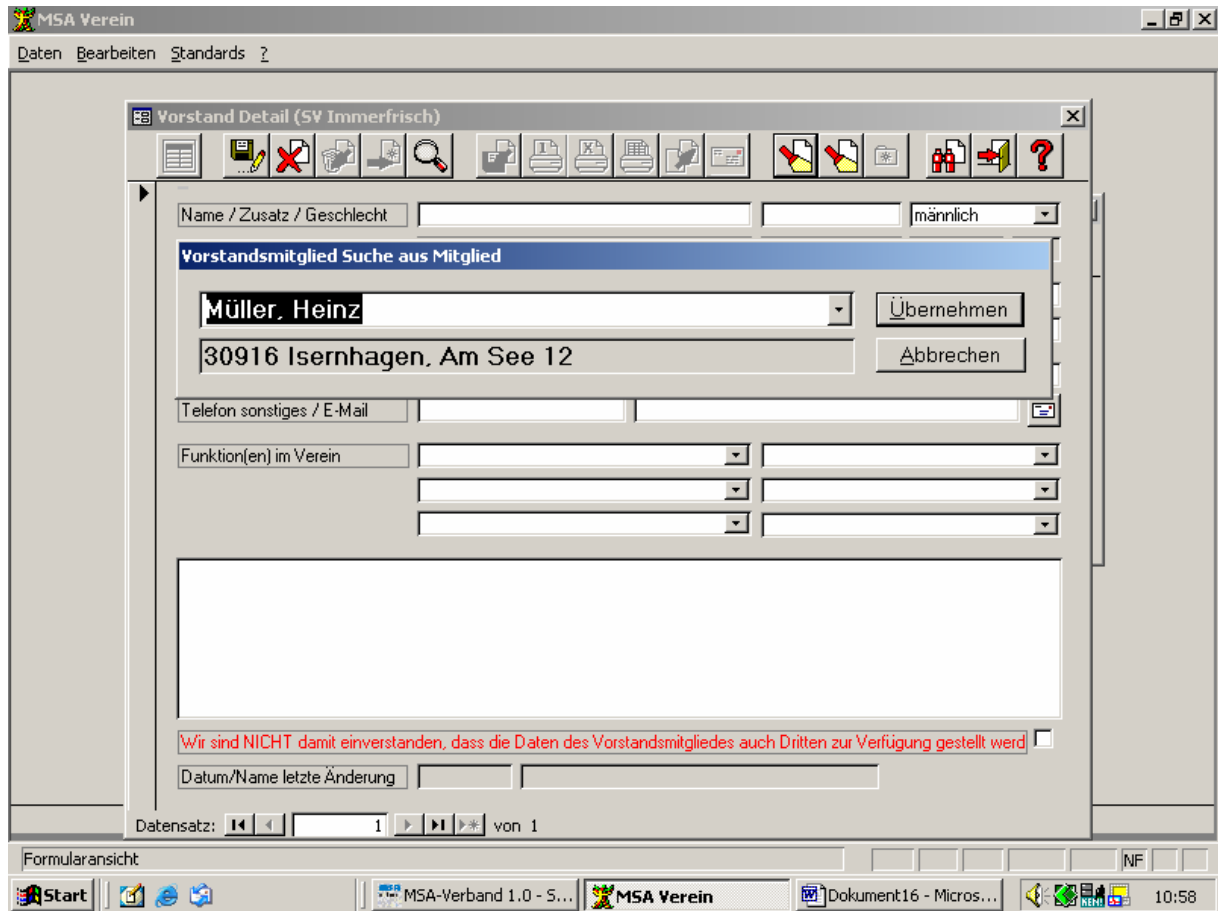 MSA Verein
Daten Bearbeiten Standards ?
Vorstand Detail (SV Immerfrisch)
Name / Zusatz / Geschlecht männlich
Vorstandsmitglied Suche aus Mitglied
Müller, Heinz Übernehmen
30916 Isernhagen, Am See 12 Abbrechen
Telefon sonstiges / E-Mail
Funktion(en) im Verein
Wir sind NICHT damit einverstanden, dass die Daten des Vorstandsmitgliedes auch Dritten zur Verfügung gestellt werd
Datum/Name letzte Änderung
Datensatz: 1 von 1
Formularansicht NF
Start MSA-Verband 1.0 - S... MSA Verein Dokument16 - Micros... 10:58